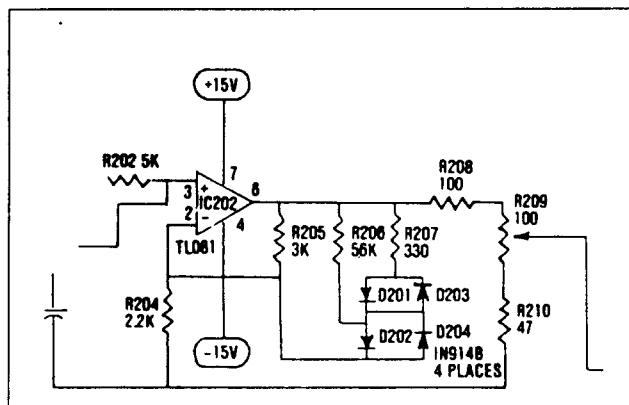 +15V
R202 5K
7
3
+
6
IC202
2
−
4
TL081
R208
100
R209
100
R205
3K
R206
56K
R207
330
R204
2.2K
D201
D203
D202
D204
R210
47
−15V
IN914B
4 PLACES